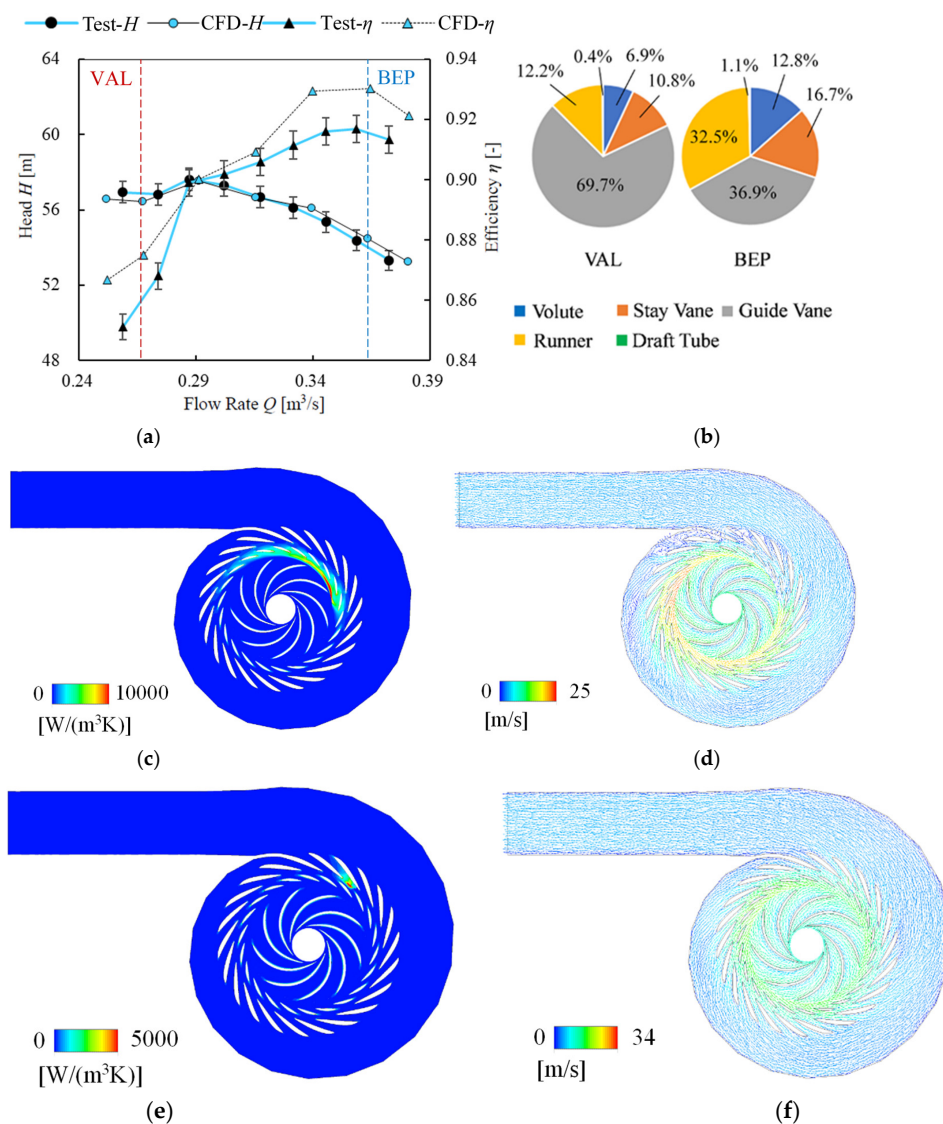 Test-H CFD-H Test-η CFD-η
64
60
56
52
48
Head H [m]
VAL
BEP
0.94
0.92
0.90
0.88
0.86
0.84
Efficiency η [-]
0.24 0.29 0.34 0.39
Flow Rate Q [m³/s]
(a)
0.4% 6.9%
12.2% 10.8%
69.7%
VAL
1.1% 12.8%
16.7%
32.5%
36.9%
BEP
Volute Stay Vane Guide Vane
Runner Draft Tube
(b)
0 10000
[W/(m³K)]
(c)
0 25
[m/s]
(d)
0 5000
[W/(m³K)]
(e)
0 34
[m/s]
(f)